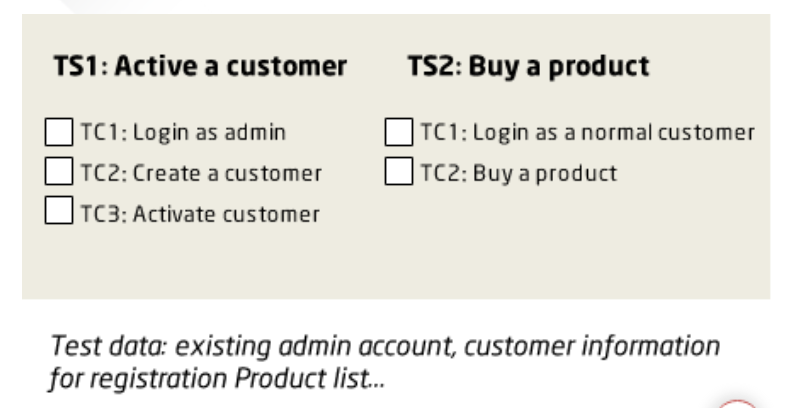 TS1: Active a customer
TC1: Login as admin
TC2: Create a customer
TC3: Activate customer
TS2: Buy a product
TC1: Login as a normal customer
TC2: Buy a product
Test data: existing admin account, customer information
for registration Product list...